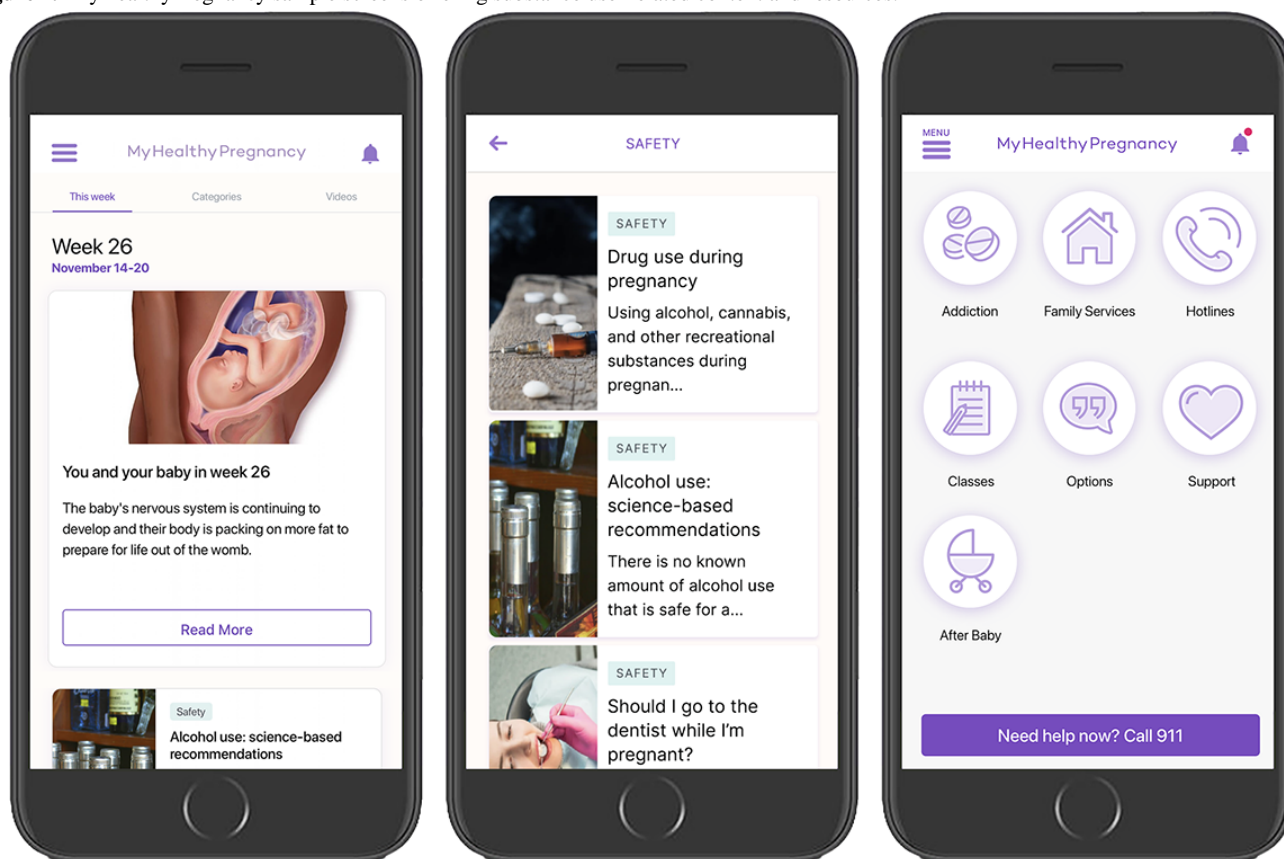 MyHealthyPregnancy
This week Categories Videos
Week 26
November 14-20
You and your baby in week 26
The baby's nervous system is continuing to
develop and their body is packing on more fat to
prepare for life out of the womb.
Read More
Safety
Alcohol use: science-based
recommendations
SAFETY
SAFETY
Drug use during
pregnancy
Using alcohol, cannabis,
and other recreational
substances during
pregnan...
SAFETY
Alcohol use:
science-based
recommendations
There is no known
amount of alcohol use
that is safe for a...
SAFETY
Should I go to the
dentist while I'm
pregnant?
MENU
MyHealthyPregnancy
Addiction Family Services Hotlines
Classes Options Support
After Baby
Need help now? Call 911